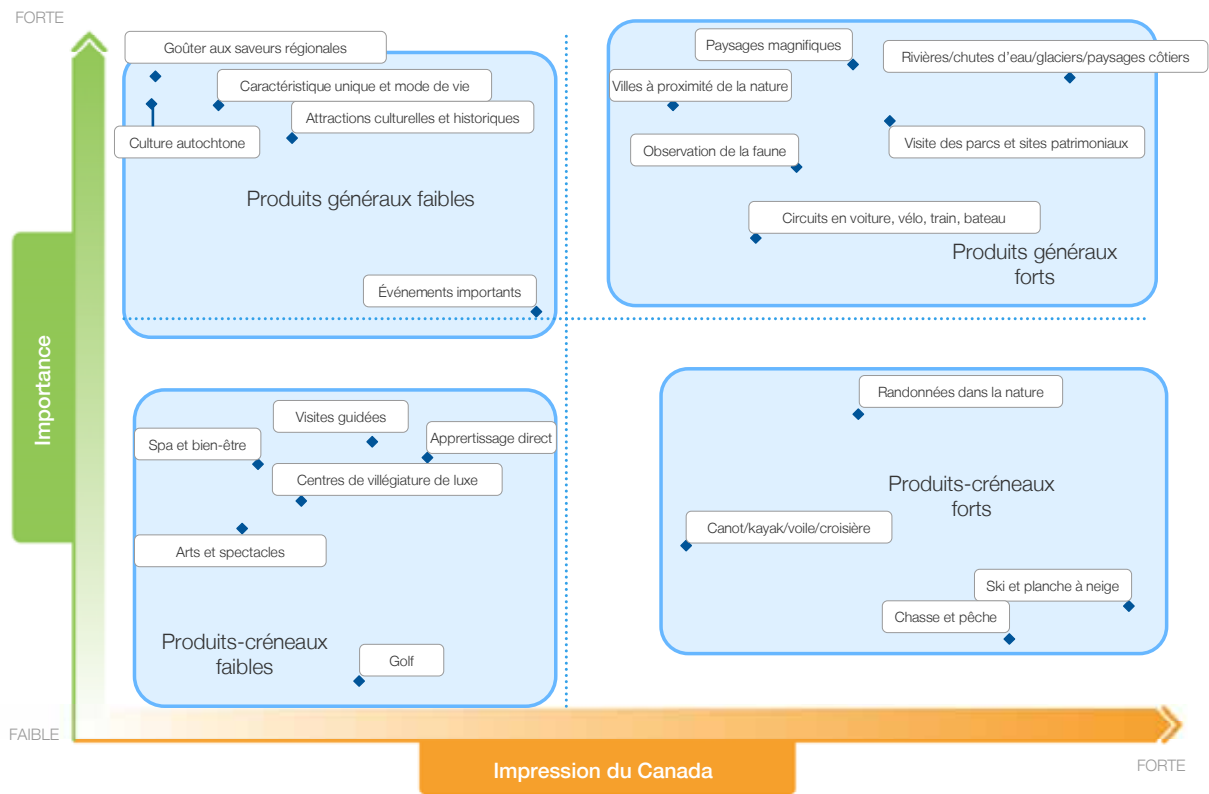 FORTE
Goûter aux saveurs régionales
Caractéristique unique et mode de vie
Attractions culturelles et historiques
Culture autochtone
Produits généraux faibles
Événements importants
Paysages magnifiques
Rivières/chutes d'eau/glaciers/paysages côtiers
Villes à proximité de la nature
Visite des parcs et sites patrimoniaux
Observation de la faune
Circuits en voiture, vélo, train, bateau
Produits généraux
forts
Importance
Visites guidées
Spa et bien-être
Apprertissage direct
Centres de villégiature de luxe
Arts et spectacles
Produits-créneaux
faibles
Golf
Randonnées dans la nature
Produits-créneaux
forts
Canot/kayak/voile/croisière
Ski et planche à neige
Chasse et pêche
FAIBLE
Impression du Canada
FORTE